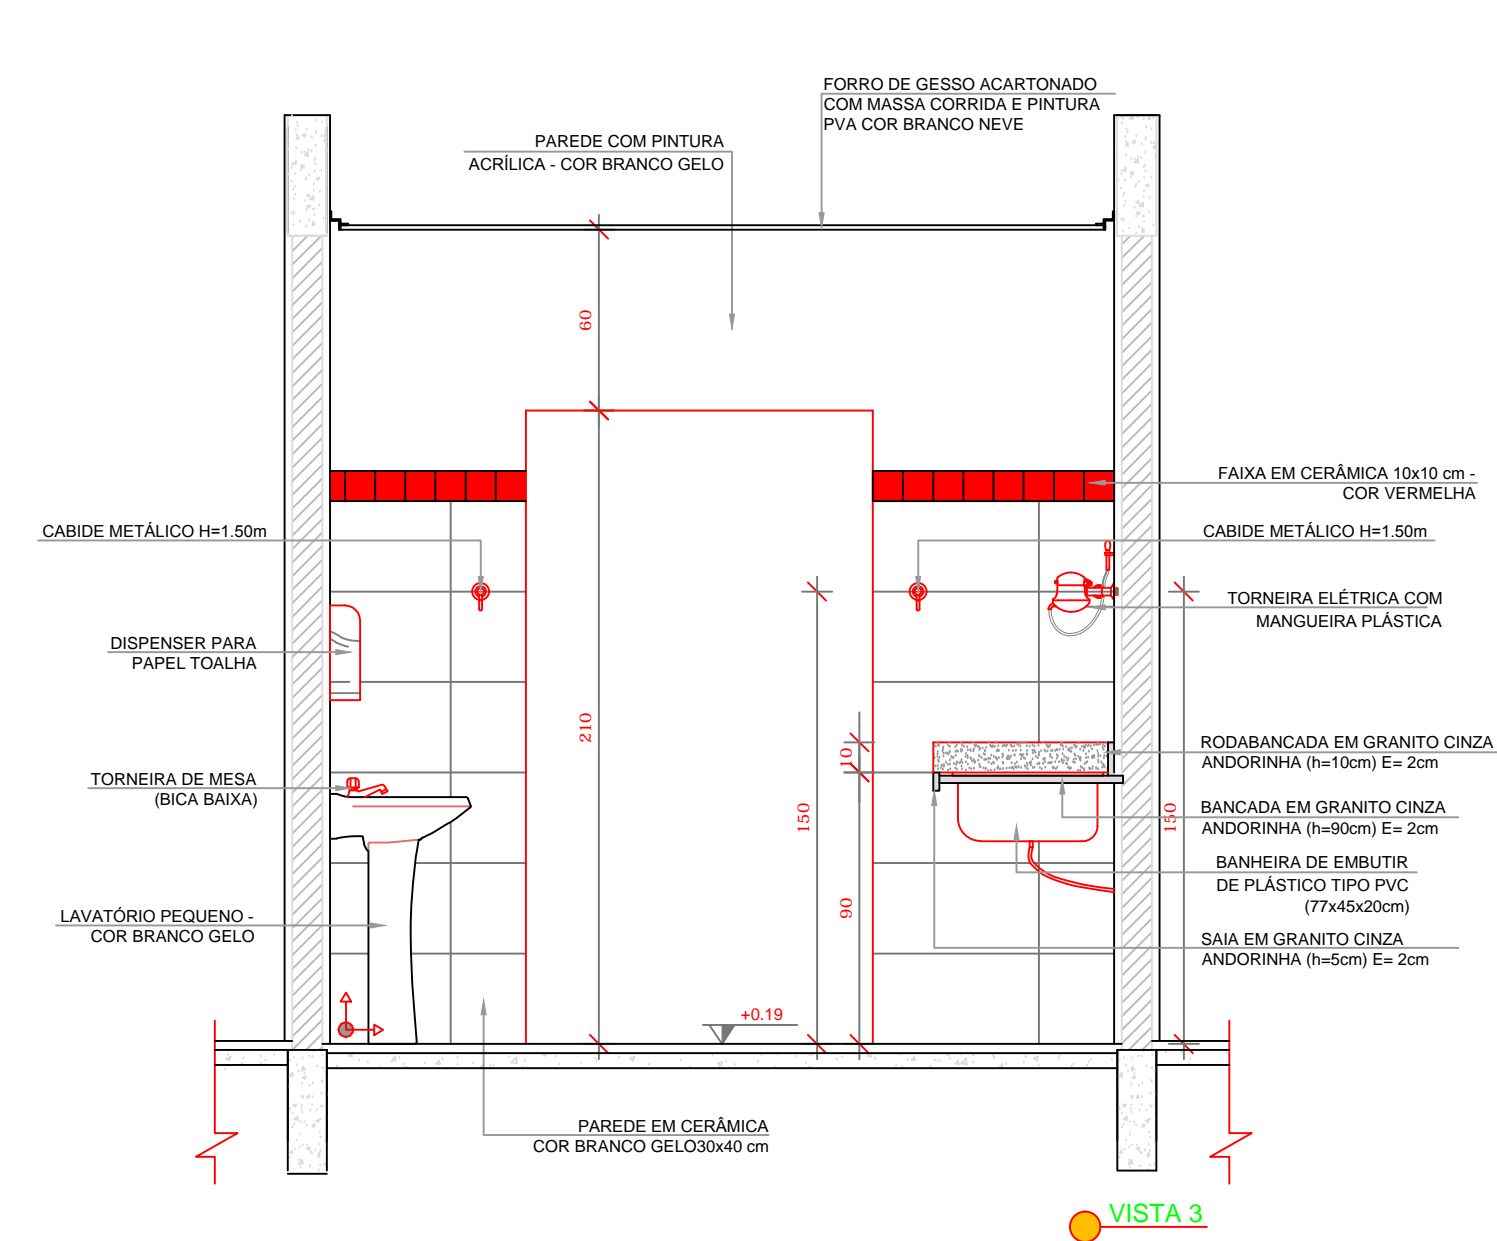 FORRO DE GESSO ACARTONADO
COM MASSA CORRIDA E PINTURA
PVA COR BRANCO NEVE
PAREDE COM PINTURA
ACRÍLICA - COR BRANCO GELO
60
FAIXA EM CERÂMICA 10x10 cm -
COR VERMELHA
CABIDE METÁLICO H=1.50m
CABIDE METÁLICO H=1.50m
TORNEIRA ELÉTRICA COM
MANGUEIRA PLÁSTICA
DISPENSER PARA
PAPEL TOALHA
210
10
RODABANCADA EM GRANITO CINZA
ANDORINHA (h=10cm) E= 2cm
TORNEIRA DE MESA
(BICA BAIXA)
150
150
BANCADA EM GRANITO CINZA
ANDORINHA (h=90cm) E= 2cm
BANHEIRA DE EMBUTIR
DE PLÁSTICO TIPO PVC
(77x45x20cm)
90
LAVATÓRIO PEQUENO -
COR BRANCO GELO
SAIA EM GRANITO CINZA
ANDORINHA (h=5cm) E= 2cm
+0.19
PAREDE EM CERÂMICA
COR BRANCO GELO30x40 cm
VISTA 3